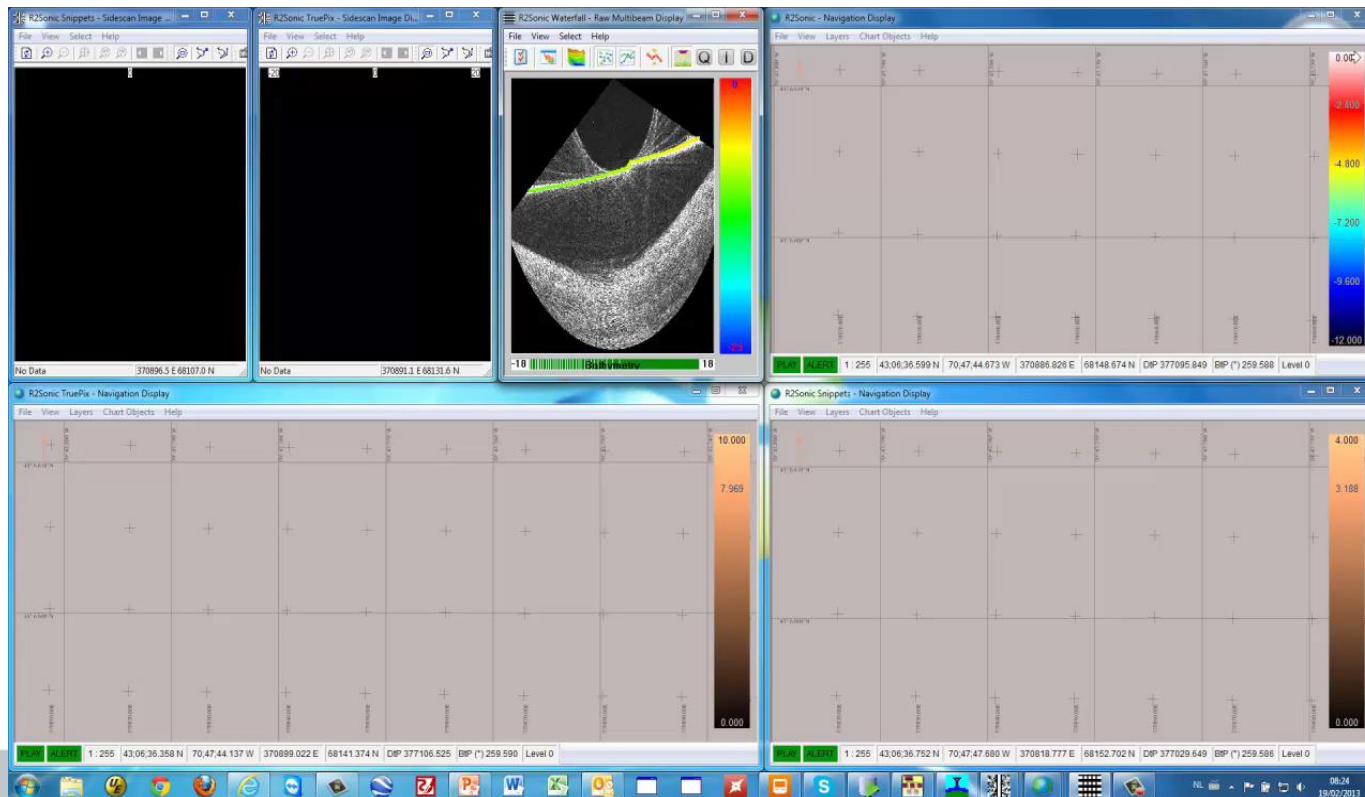 R2Sonic Snippets - Sidescan Image ...
File View Select Help
0
No Data
370896.5 E 68107.0 N
R2Sonic TruePix - Sidescan Image Di...
File View Select Help
-20 0 20
No Data
370891.1 E 68131.6 N
R2Sonic Waterfall - Raw Multibeam Display
File View Select Help
Q I D
-18 Bathymetry 18
R2Sonic - Navigation Display
File View Layers Chart Objects Help
0.00
-2.400
-4.800
-7.200
-9.600
-12.000
PLAY ALERT 1 : 255 43;06;36.599 N 70;47;44.673 W 370886.826 E 68148.674 N DtP 377095.849 BtP (°) 259.588 Level 0
R2Sonic TruePix - Navigation Display
File View Layers Chart Objects Help
10.000
7.969
0.000
PLAY ALERT 1 : 255 43;06;36.358 N 70;47;44.137 W 370899.022 E 68141.374 N DtP 377106.525 BtP (°) 259.590 Level 0
R2Sonic Snippets - Navigation Display
File View Layers Chart Objects Help
4.000
3.188
0.000
PLAY ALERT 1 : 255 43;06;36.752 N 70;47;47.680 W 370818.777 E 68152.702 N DtP 377029.649 BtP (°) 259.586 Level 0
NL
08:24
19/02/2013